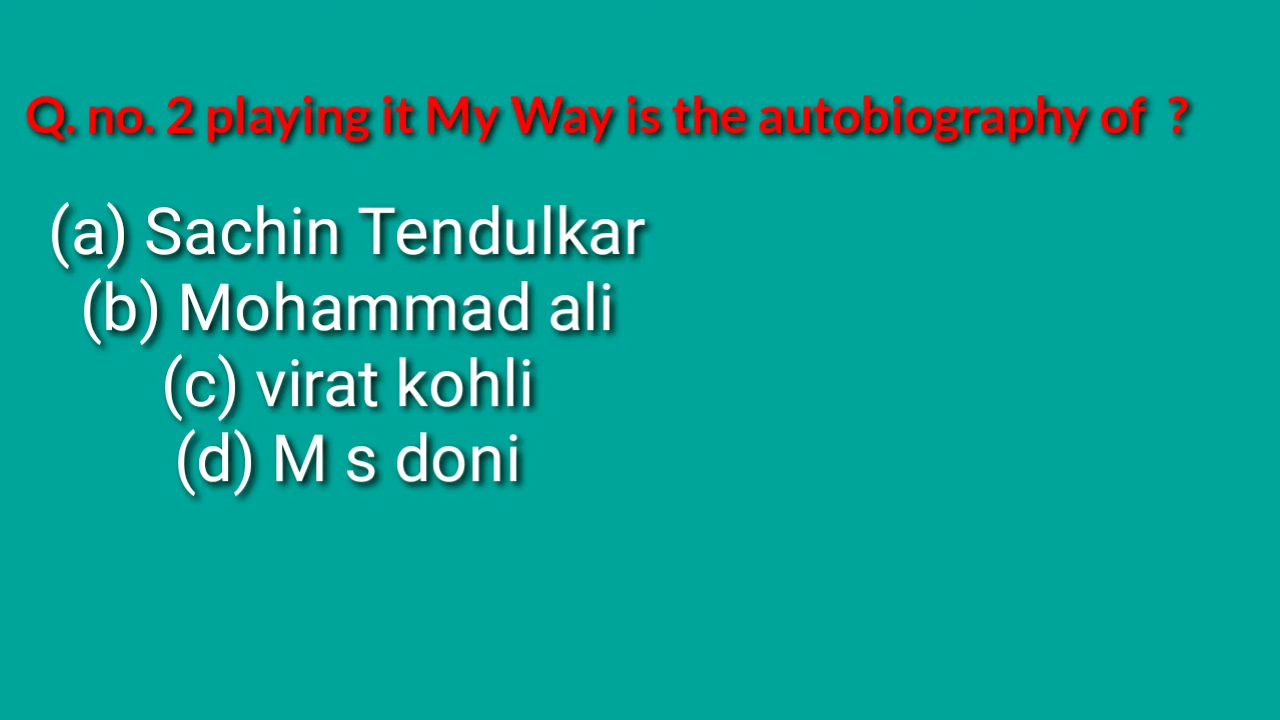 Q. no. 2 playing it My Way is the autobiography of ?
(a) Sachin Tendulkar
(b) Mohammad ali
(c) virat kohli
(d) M s doni